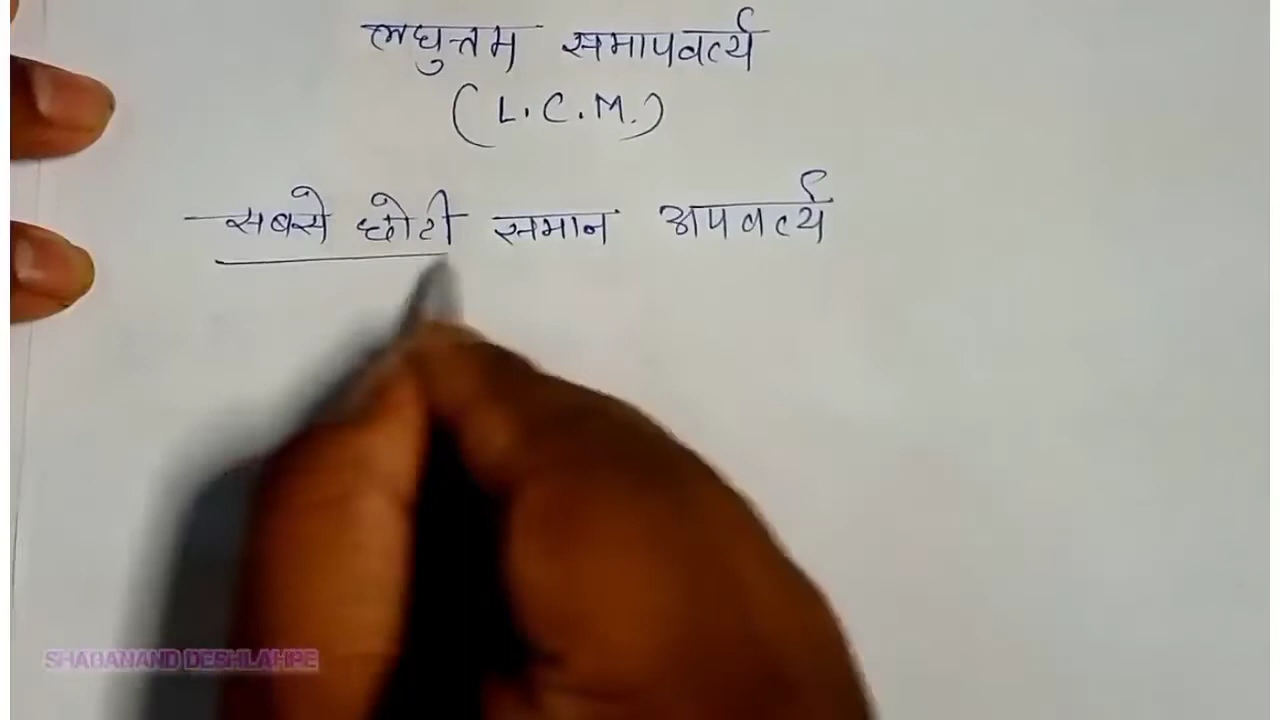 लघुत्तम समापवर्त्य
(L.C.M.)
सबसे छोटी समान अपवर्त्य
SHADANAND DESHLAHRE